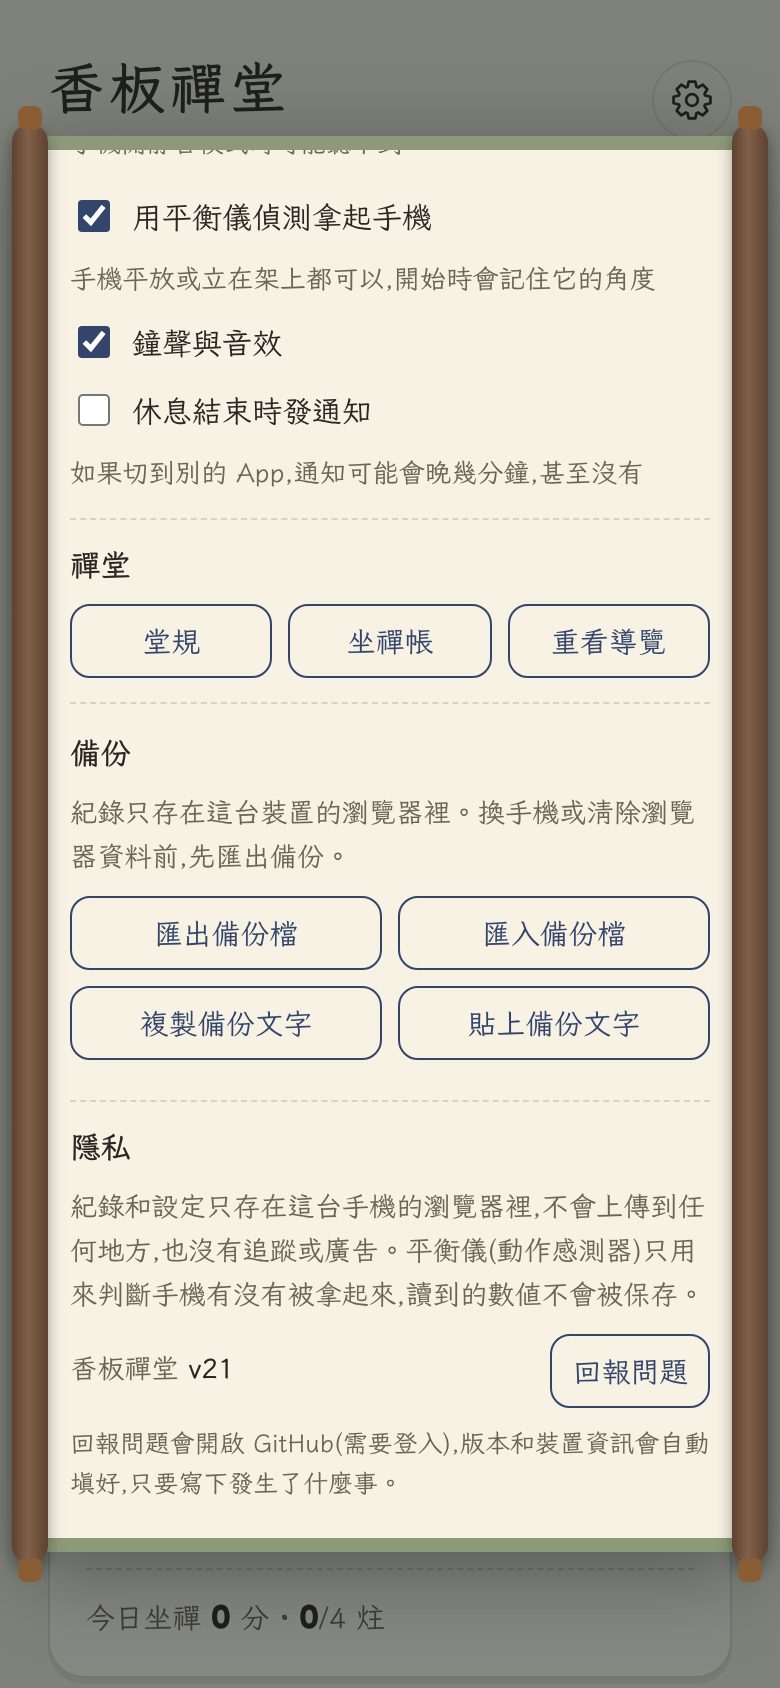 香板禪堂
用平衡儀偵測拿起手機
手機平放或立在架上都可以,開始時會記住它的角度
鐘聲與音效
休息結束時發通知
如果切到別的 App,通知可能會晚幾分鐘,甚至沒有
禪堂
堂規
坐禪帳
重看導覽
備份
紀錄只存在這台裝置的瀏覽器裡。換手機或清除瀏覽
器資料前,先匯出備份。
匯出備份檔
匯入備份檔
複製備份文字
貼上備份文字
隱私
紀錄和設定只存在這台手機的瀏覽器裡,不會上傳到任
何地方,也沒有追蹤或廣告。平衡儀(動作感測器)只用
來判斷手機有沒有被拿起來,讀到的數值不會被保存。
香板禪堂 v21
回報問題
回報問題會開啟 GitHub(需要登入),版本和裝置資訊會自動
填好,只要寫下發生了什麼事。
今日坐禪 0 分・0/4 炷